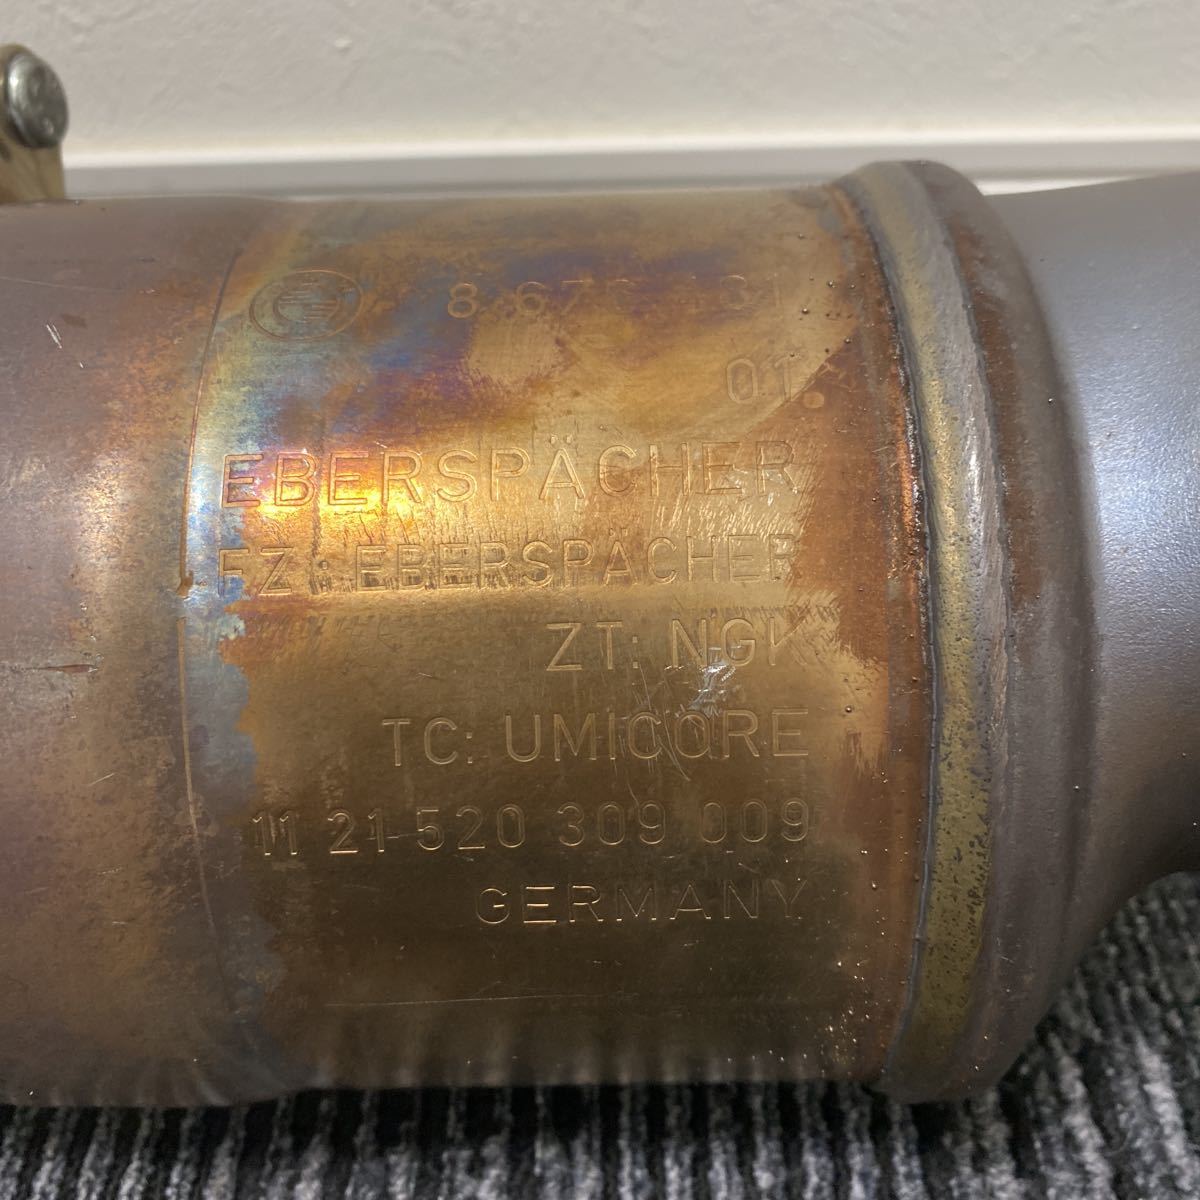 01
EBERSPÄCHER
FZ: EBERSPÄCHER
ZT: NGK
TC: UMICORE
11 21 520 309 009
GERMANY